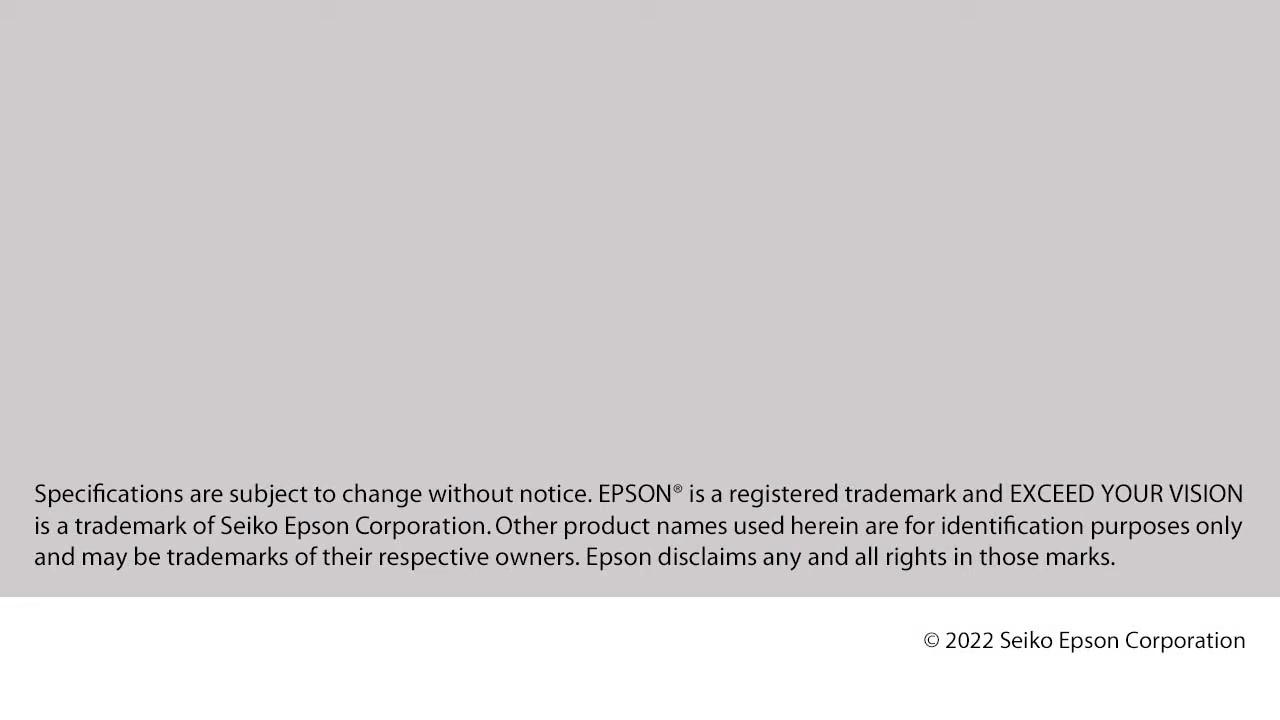 Specifications are subject to change without notice. EPSON® is a registered trademark and EXCEED YOUR VISION
is a trademark of Seiko Epson Corporation. Other product names used herein are for identification purposes only
and may be trademarks of their respective owners. Epson disclaims any and all rights in those marks.
© 2022 Seiko Epson Corporation